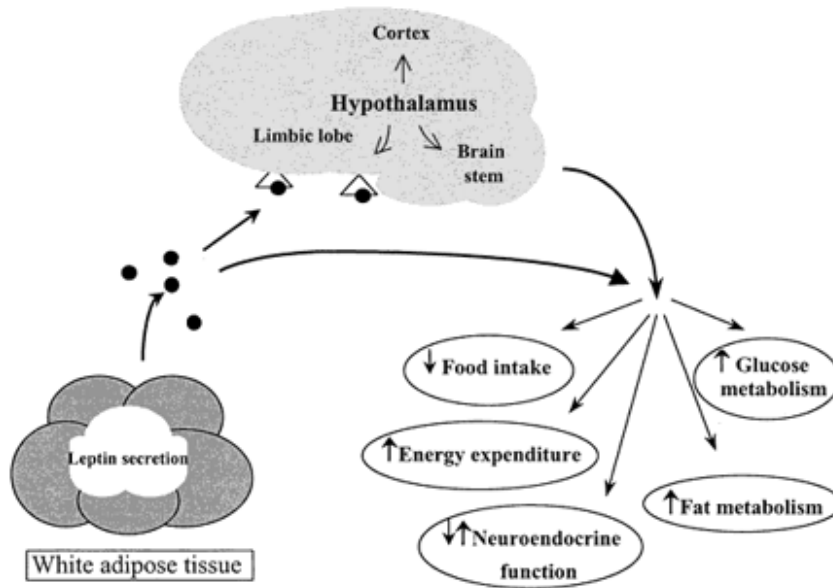 Cortex
Hypothalamus
Limbic lobe
Brain
stem
↓ Food intake
↑ Glucose
metabolism
↑Energy expenditure
Leptin secretion
↑Fat metabolism
↓↑Neuroendocrine
function
White adipose tissue